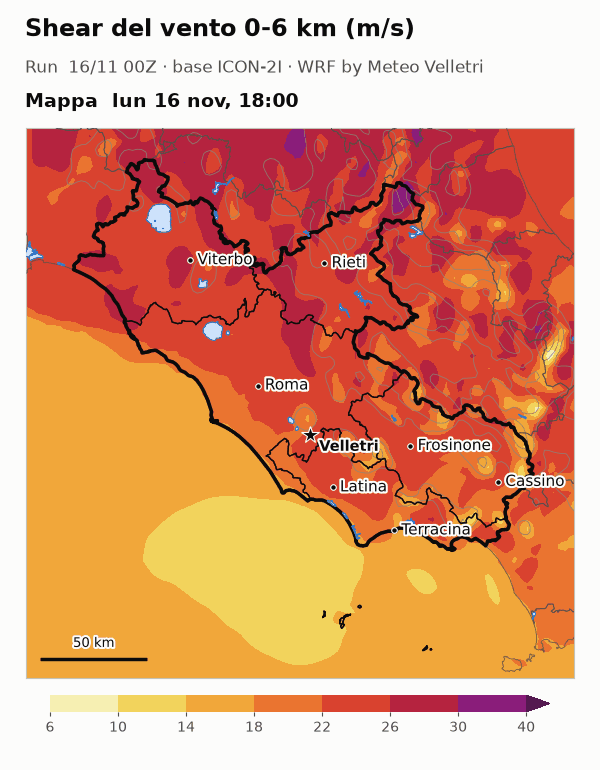 Shear del vento 0-6 km (m/s)
Run  16/11 00Z · base ICON-2I · WRF by Meteo Velletri
Mappa  lun 16 nov, 18:00
Viterbo
Rieti
Roma
Velletri
Frosinone
Cassino
Latina
Terracina
50 km
6 10 14 18 22 26 30 40